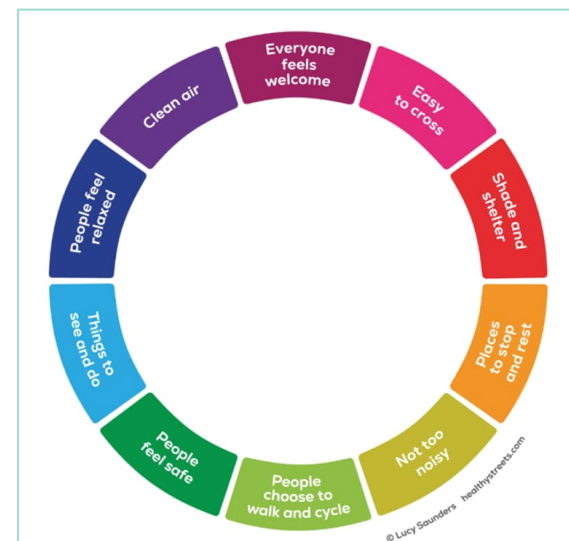 Everyone
feels
welcome
Easy
to cross
Shade and
shelter
Places
to stop
and rest
Not too
noisy
People
choose to
walk and cycle
People
feel safe
Things to
see and do
People feel
relaxed
Clean air
© Lucy Saunders healthystreets.com